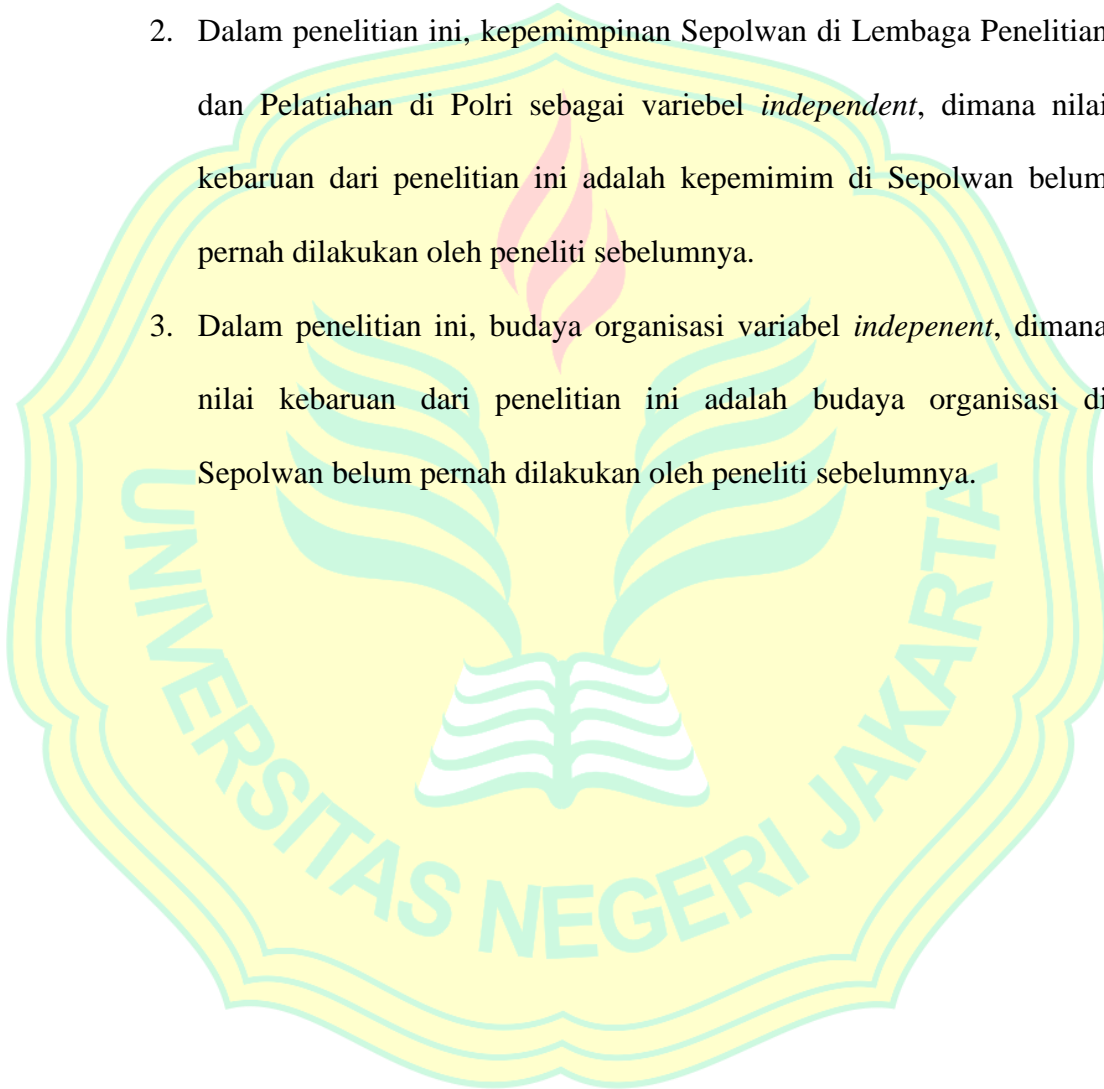 2. Dalam penelitian ini, kepemimpinan Sepolwan di Lembaga Penelitian
dan Pelatiahan di Polri sebagai variebel independent, dimana nilai
kebaruan dari penelitian ini adalah kepemimim di Sepolwan belum
pernah dilakukan oleh peneliti sebelumnya.
3. Dalam penelitian ini, budaya organisasi variabel indepenent, dimana
nilai kebaruan dari penelitian ini adalah budaya organisasi di
Sepolwan belum pernah dilakukan oleh peneliti sebelumnya.
UNIVERSITAS NEGERI JAKARTA